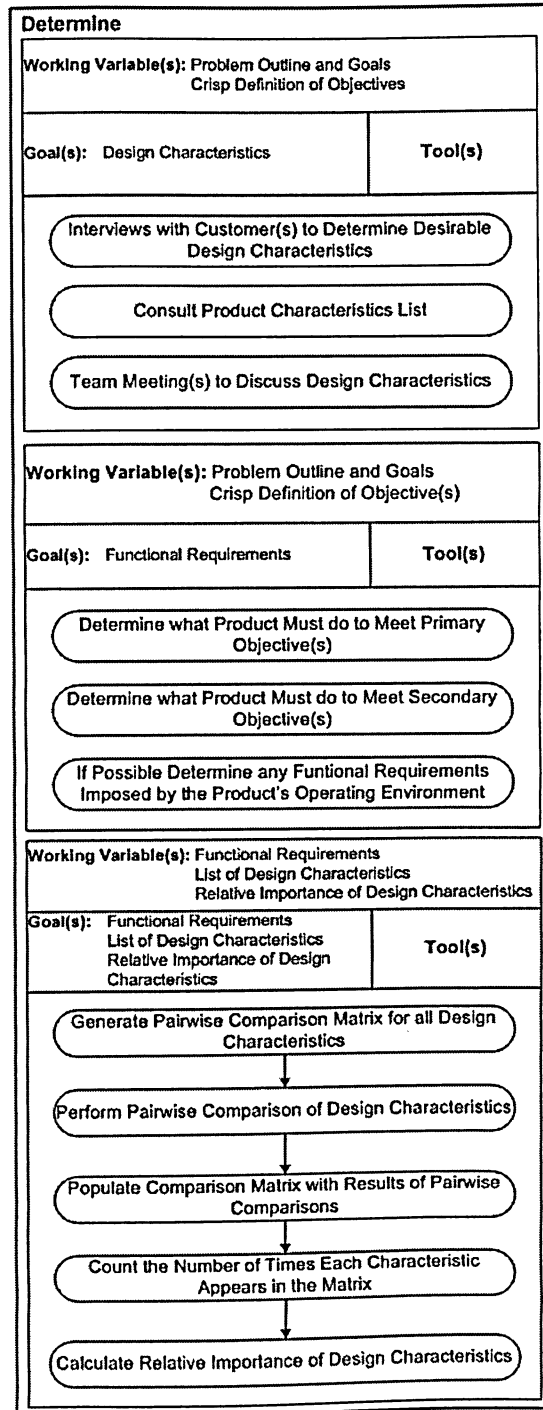 Determine
Working Variable(s): Problem Outline and Goals
Crisp Definition of Objectives
Goal(s): Design Characteristics
Tool(s)
Interviews with Customer(s) to Determine Desirable
Design Characteristics
Consult Product Characteristics List
Team Meeting(s) to Discuss Design Characteristics
Working Variable(s): Problem Outline and Goals
Crisp Definition of Objective(s)
Goal(s): Functional Requirements
Tool(s)
Determine what Product Must do to Meet Primary
Objective(s)
Determine what Product Must do to Meet Secondary
Objective(s)
If Possible Determine any Funtional Requirements
Imposed by the Product's Operating Environment
Working Variable(s): Functional Requirements
List of Design Characteristics
Relative Importance of Design Characteristics
Goal(s): Functional Requirements
List of Design Characteristics
Relative Importance of Design
Characteristics
Tool(s)
Generate Pairwise Comparison Matrix for all Design
Characteristics
Perform Pairwise Comparison of Design Characteristics
Populate Comparison Matrix with Results of Pairwise
Comparisons
Count the Number of Times Each Characteristic
Appears in the Matrix
Calculate Relative Importance of Design Characteristics